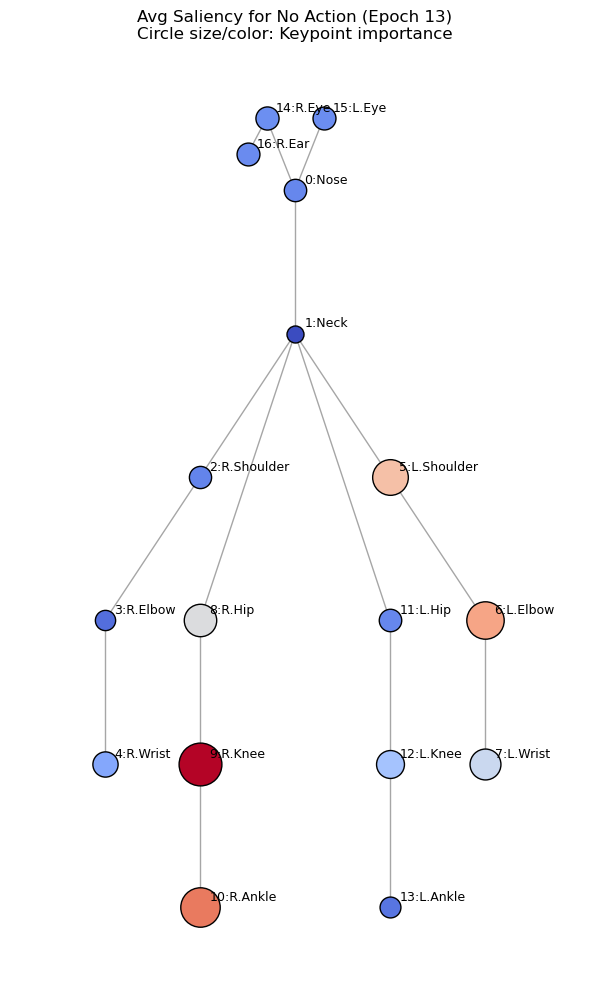 Avg Saliency for No Action (Epoch 13)
Circle size/color: Keypoint importance
14:R.Eye
15:L.Eye
16:R.Ear
0:Nose
1:Neck
2:R.Shoulder
5:L.Shoulder
3:R.Elbow
8:R.Hip
11:L.Hip
6:L.Elbow
4:R.Wrist
9:R.Knee
12:L.Knee
7:L.Wrist
10:R.Ankle
13:L.Ankle